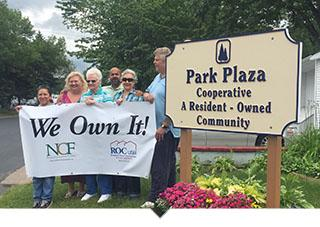 We Own It!
NCF
ROC USA
Park Plaza
Cooperative
A Resident - Owned
Community